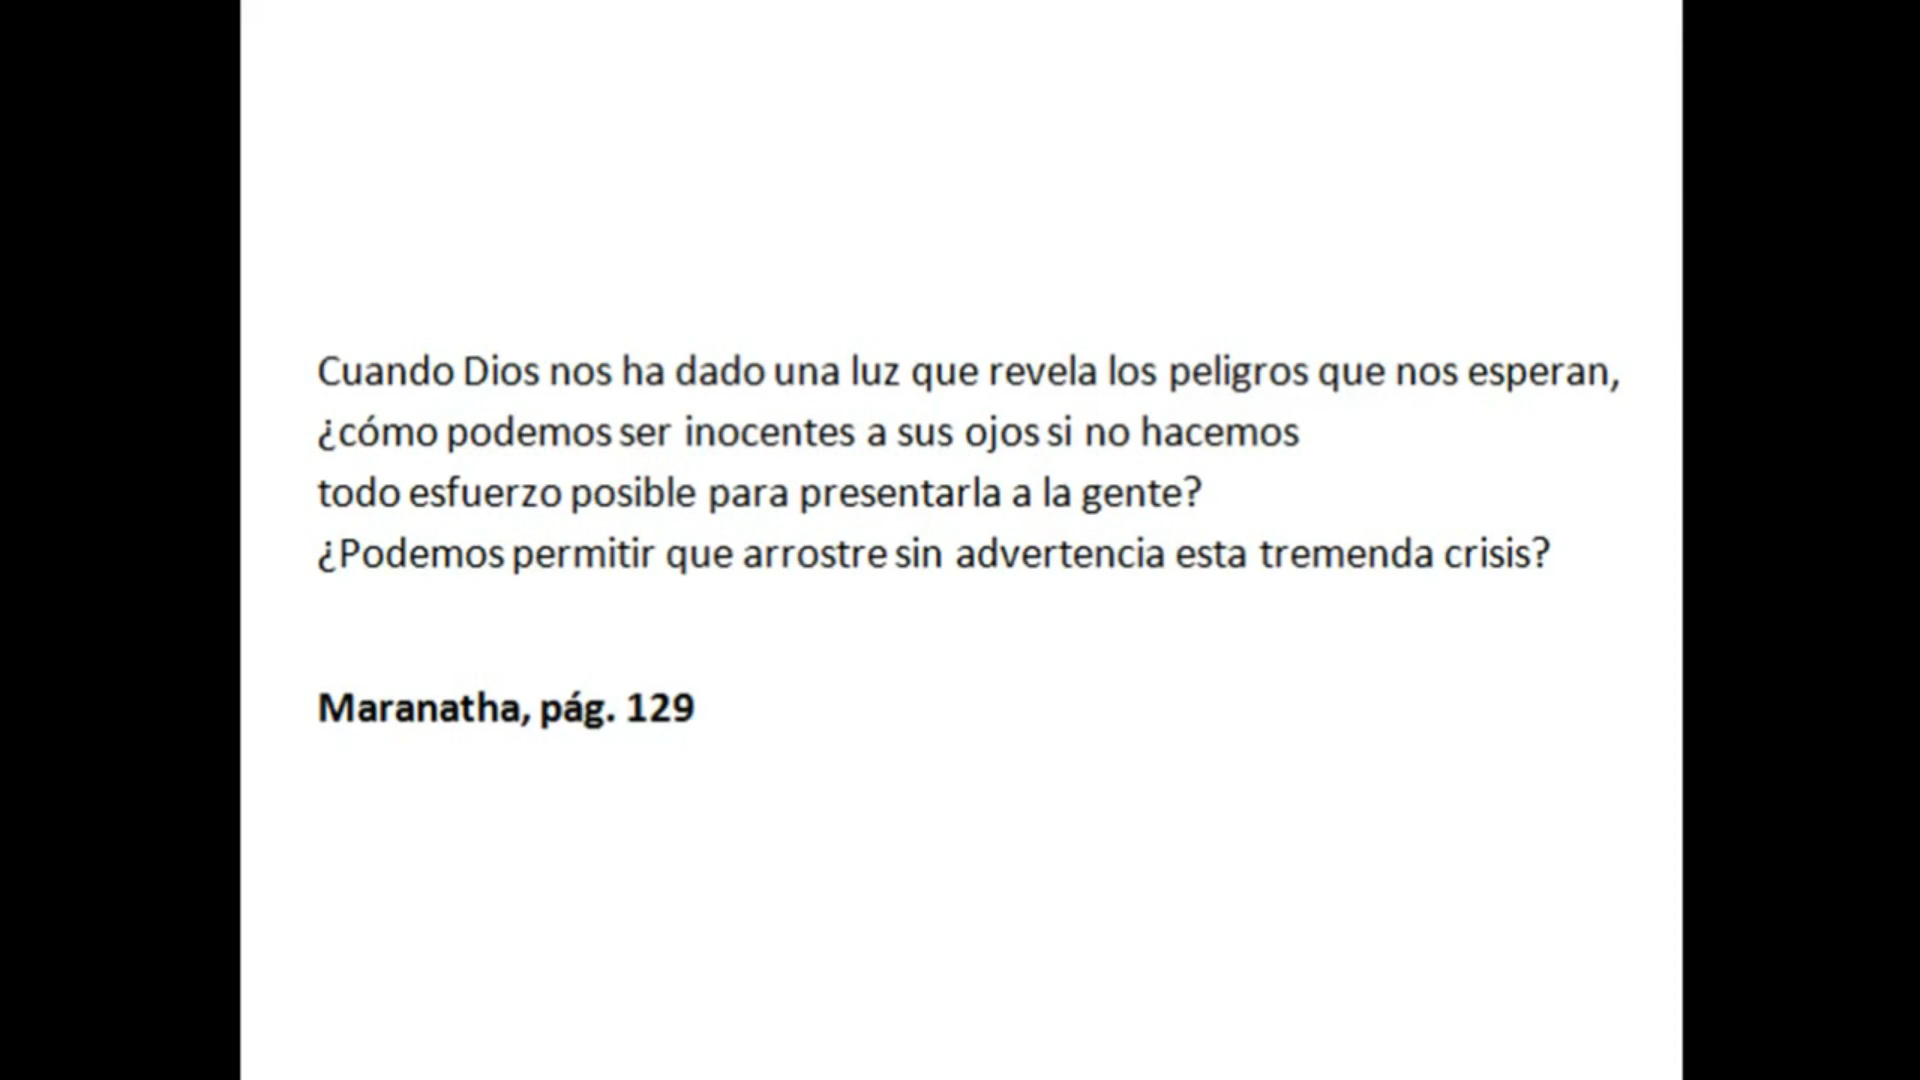 Cuando Dios nos ha dado una luz que revela los peligros que nos esperan,
¿cómo podemos ser inocentes a sus ojos si no hacemos
todo esfuerzo posible para presentarla a la gente?
¿Podemos permitir que arrostre sin advertencia esta tremenda crisis?
Maranatha, pág. 129